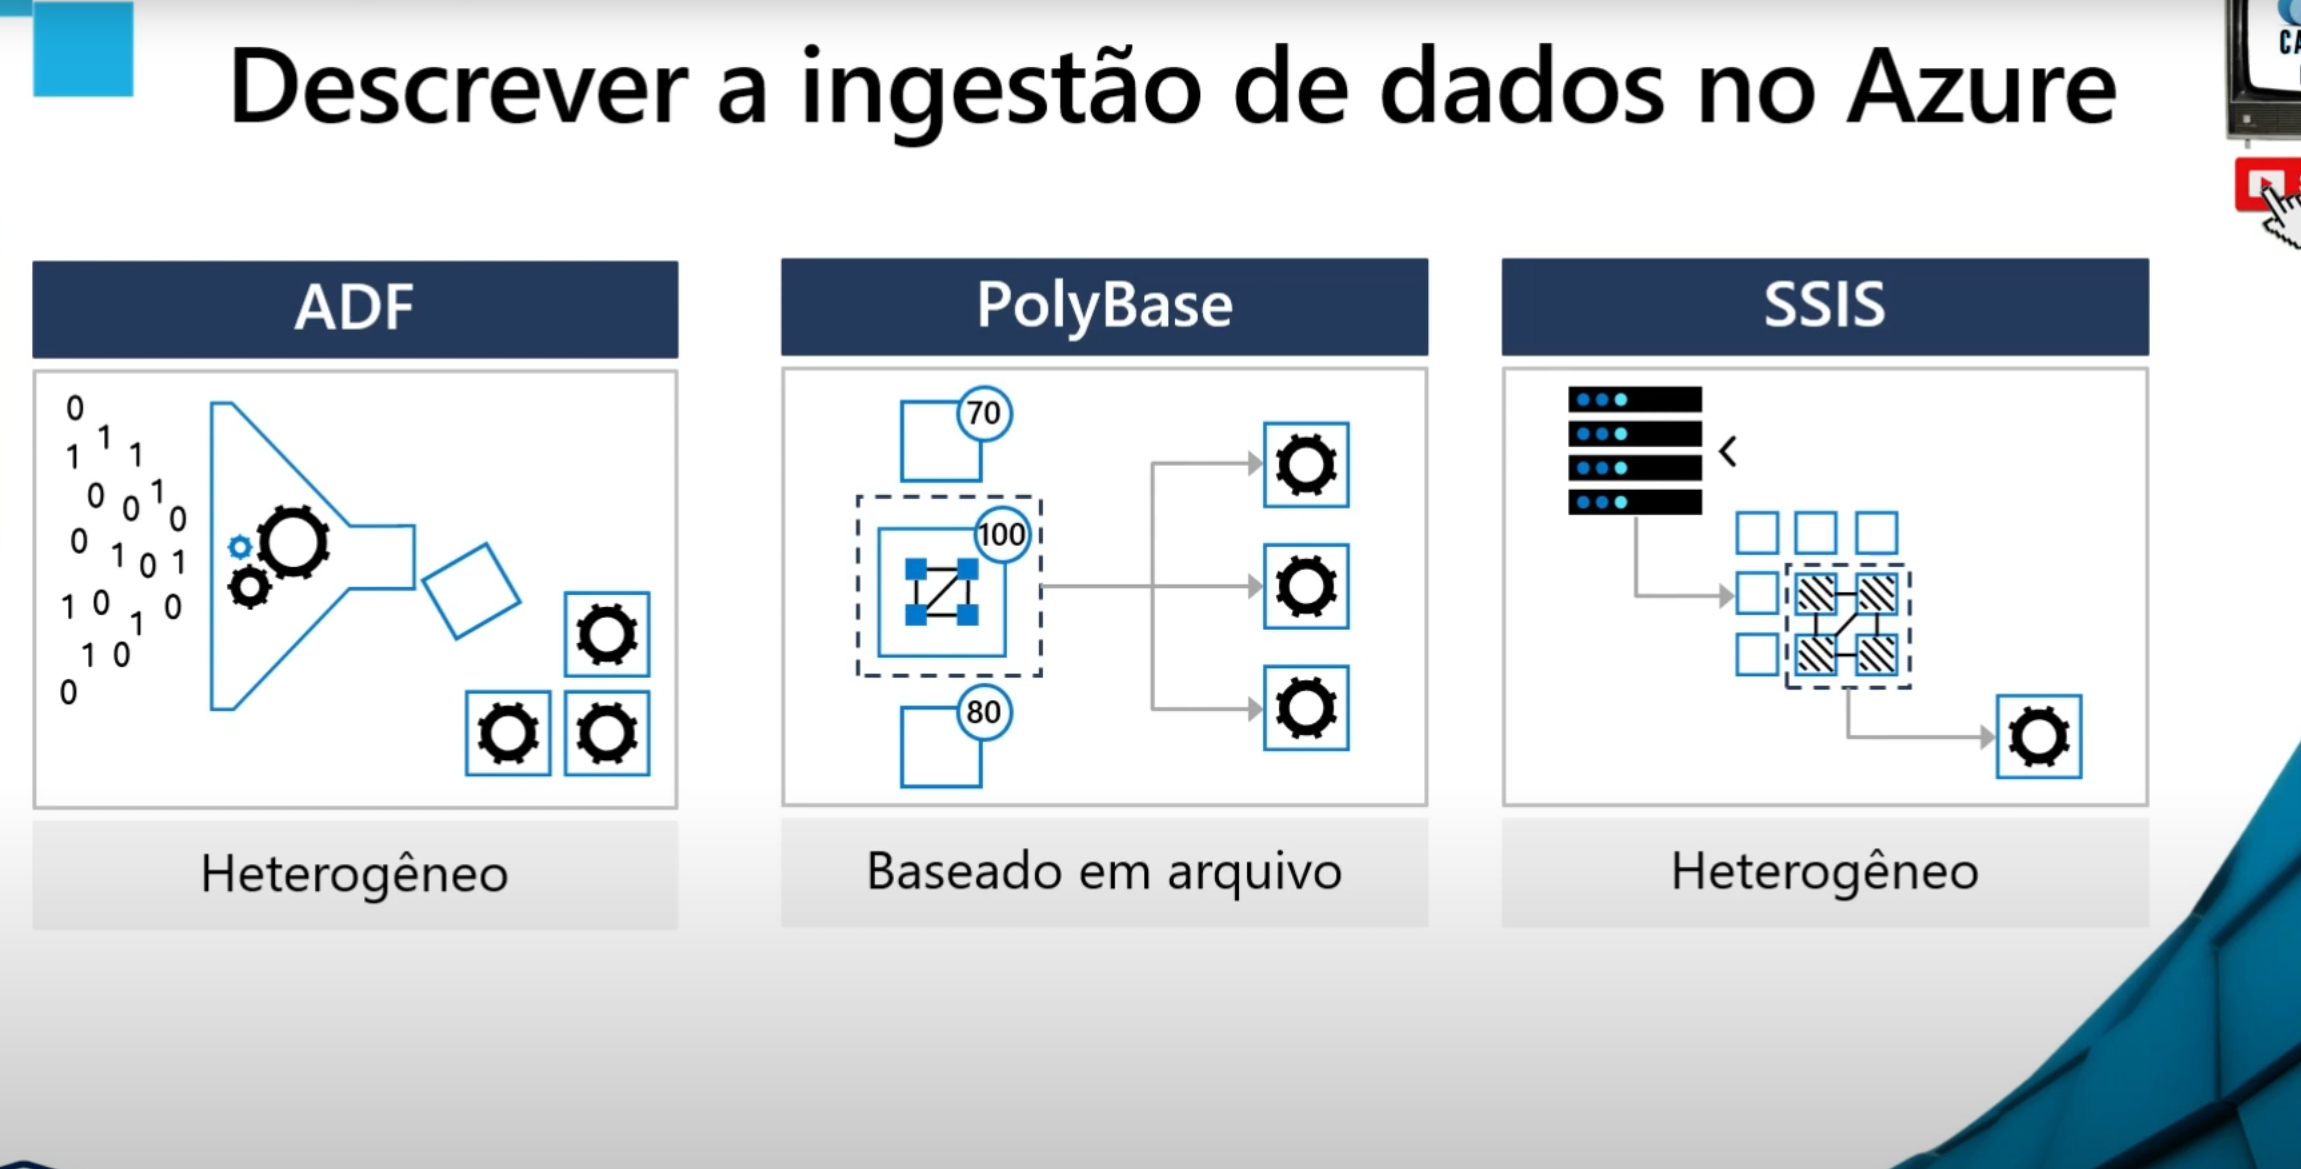 Descrever a ingestão de dados no Azure
CA
ADF
PolyBase
SSIS
0
1
1 1
0 0 1 0
0 1 0 1
1 0 1 0
1 0
0
70
100
80
<
Heterogêneo
Baseado em arquivo
Heterogêneo